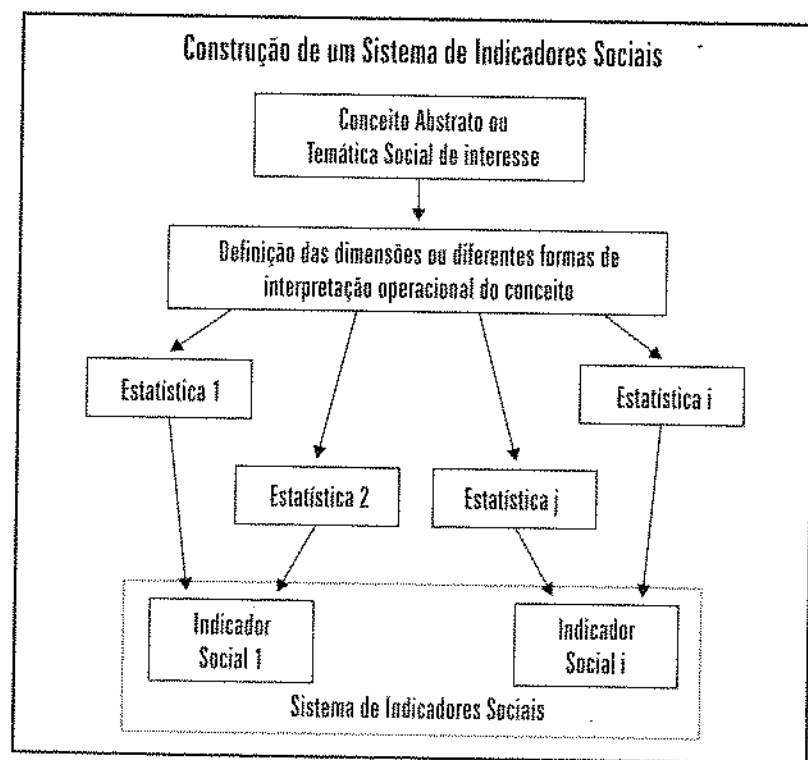 Construção de um Sistema de Indicadores Sociais
Conceito Abstrato ou
Temática Social de interesse
Definição das dimensões ou diferentes formas de
interpretação operacional do conceito
Estatística 1
Estatística i
Estatística 2
Estatística j
Indicador
Social 1
Indicador
Social i
Sistema de Indicadores Sociais